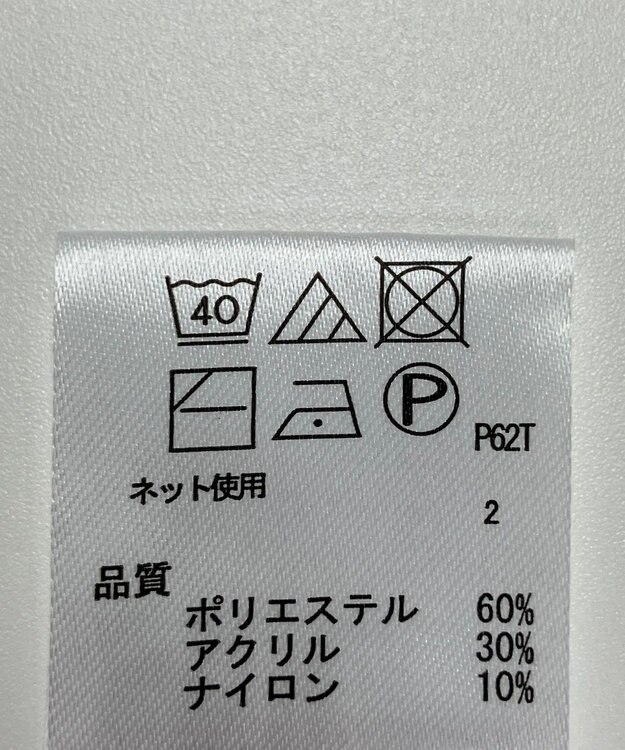 40
P
P62T
ネット使用
2
品質
ポリエステル 60%
アクリル 30%
ナイロン 10%